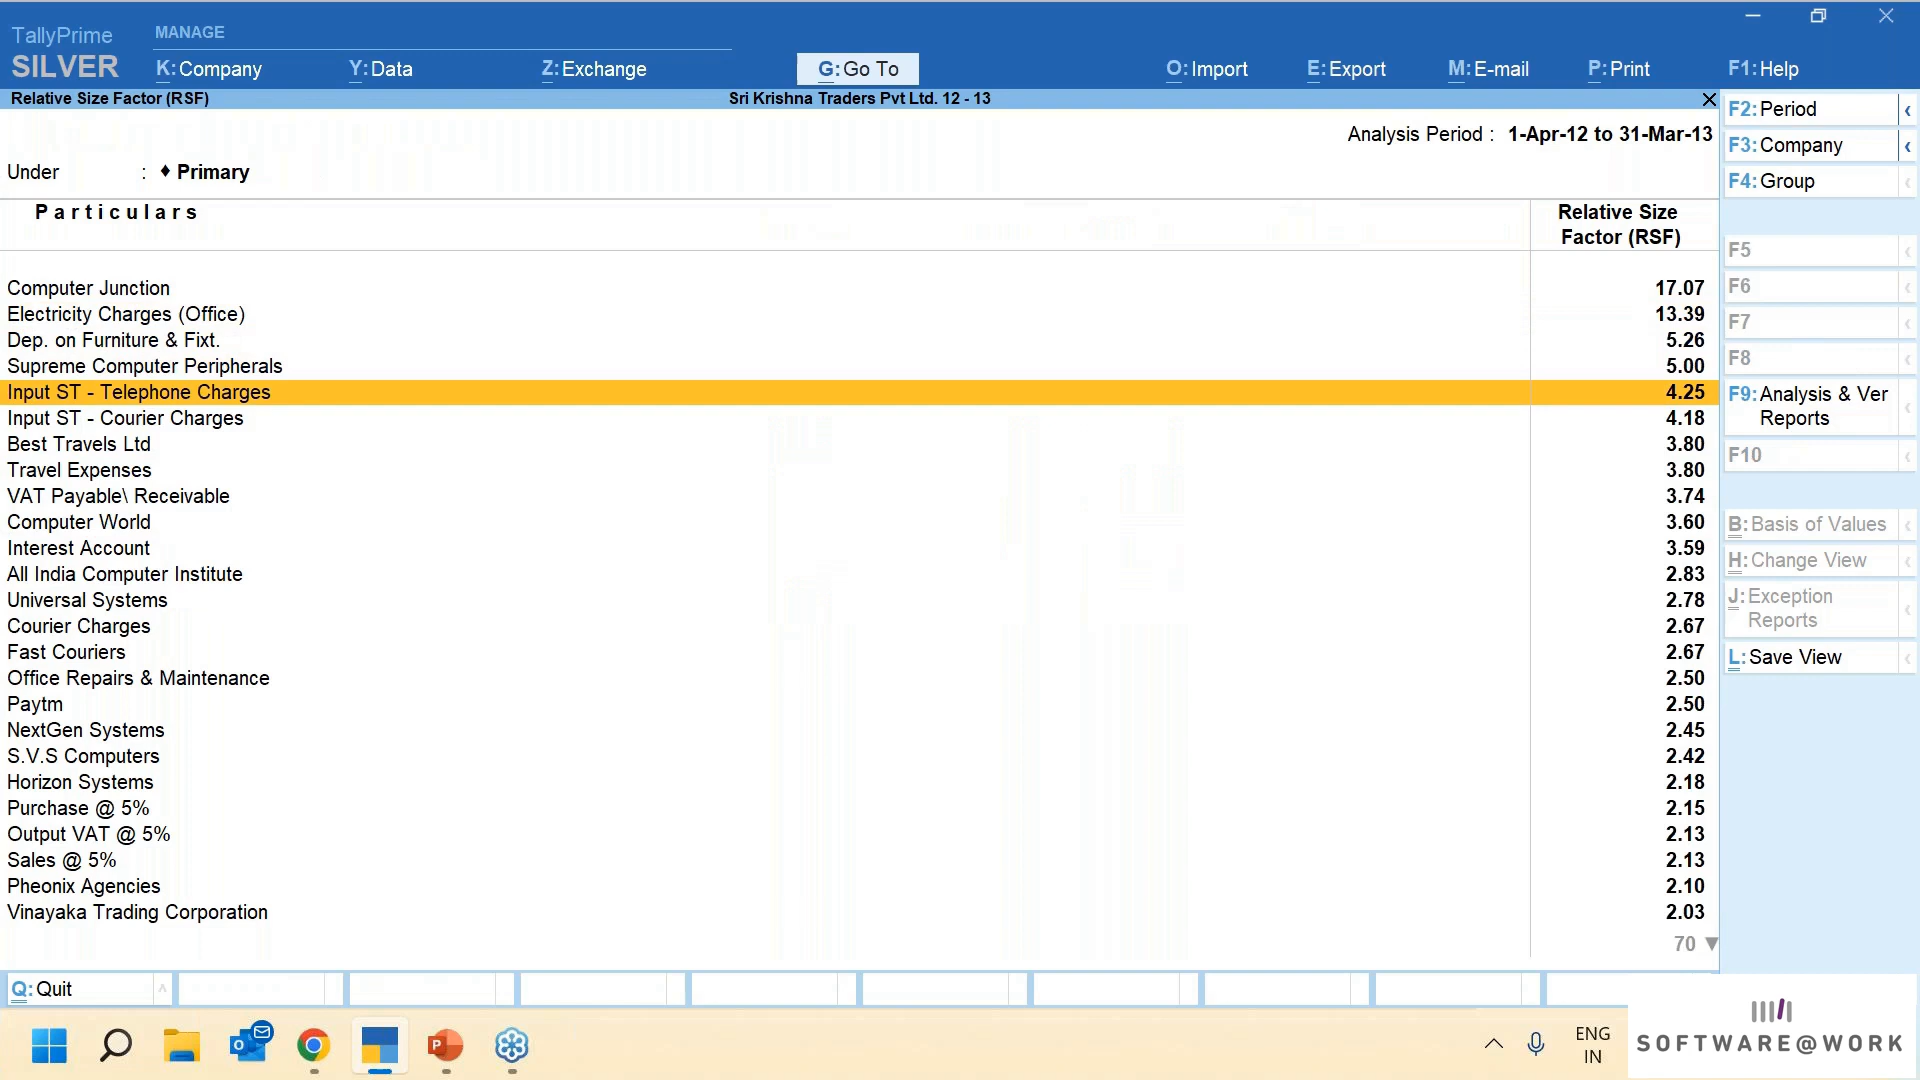 TallyPrime
SILVER
MANAGE
K:Company
Y:Data
Z:Exchange
G:Go To
O:Import
E:Export
M:E-mail
P:Print
F1:Help
Relative Size Factor (RSF)
Sri Krishna Traders Pvt Ltd. 12 - 13
Analysis Period : 1-Apr-12 to 31-Mar-13
Under : ♦ Primary
Particulars
Relative Size
Factor (RSF)
Computer Junction 17.07
Electricity Charges (Office) 13.39
Dep. on Furniture & Fixt. 5.26
Supreme Computer Peripherals 5.00
Input ST - Telephone Charges 4.25
Input ST - Courier Charges 4.18
Best Travels Ltd 3.80
Travel Expenses 3.80
VAT Payable\ Receivable 3.74
Computer World 3.60
Interest Account 3.59
All India Computer Institute 2.83
Universal Systems 2.78
Courier Charges 2.67
Fast Couriers 2.67
Office Repairs & Maintenance 2.50
Paytm 2.50
NextGen Systems 2.45
S.V.S Computers 2.42
Horizon Systems 2.18
Purchase @ 5% 2.15
Output VAT @ 5% 2.13
Sales @ 5% 2.13
Pheonix Agencies 2.10
Vinayaka Trading Corporation 2.03
70 ▼
F2:Period
F3:Company
F4:Group
F5
F6
F7
F8
F9:Analysis & Ver
Reports
F10
B:Basis of Values
H:Change View
J:Exception
Reports
L:Save View
Q:Quit
ENG
IN
SOFTWARE@WORK